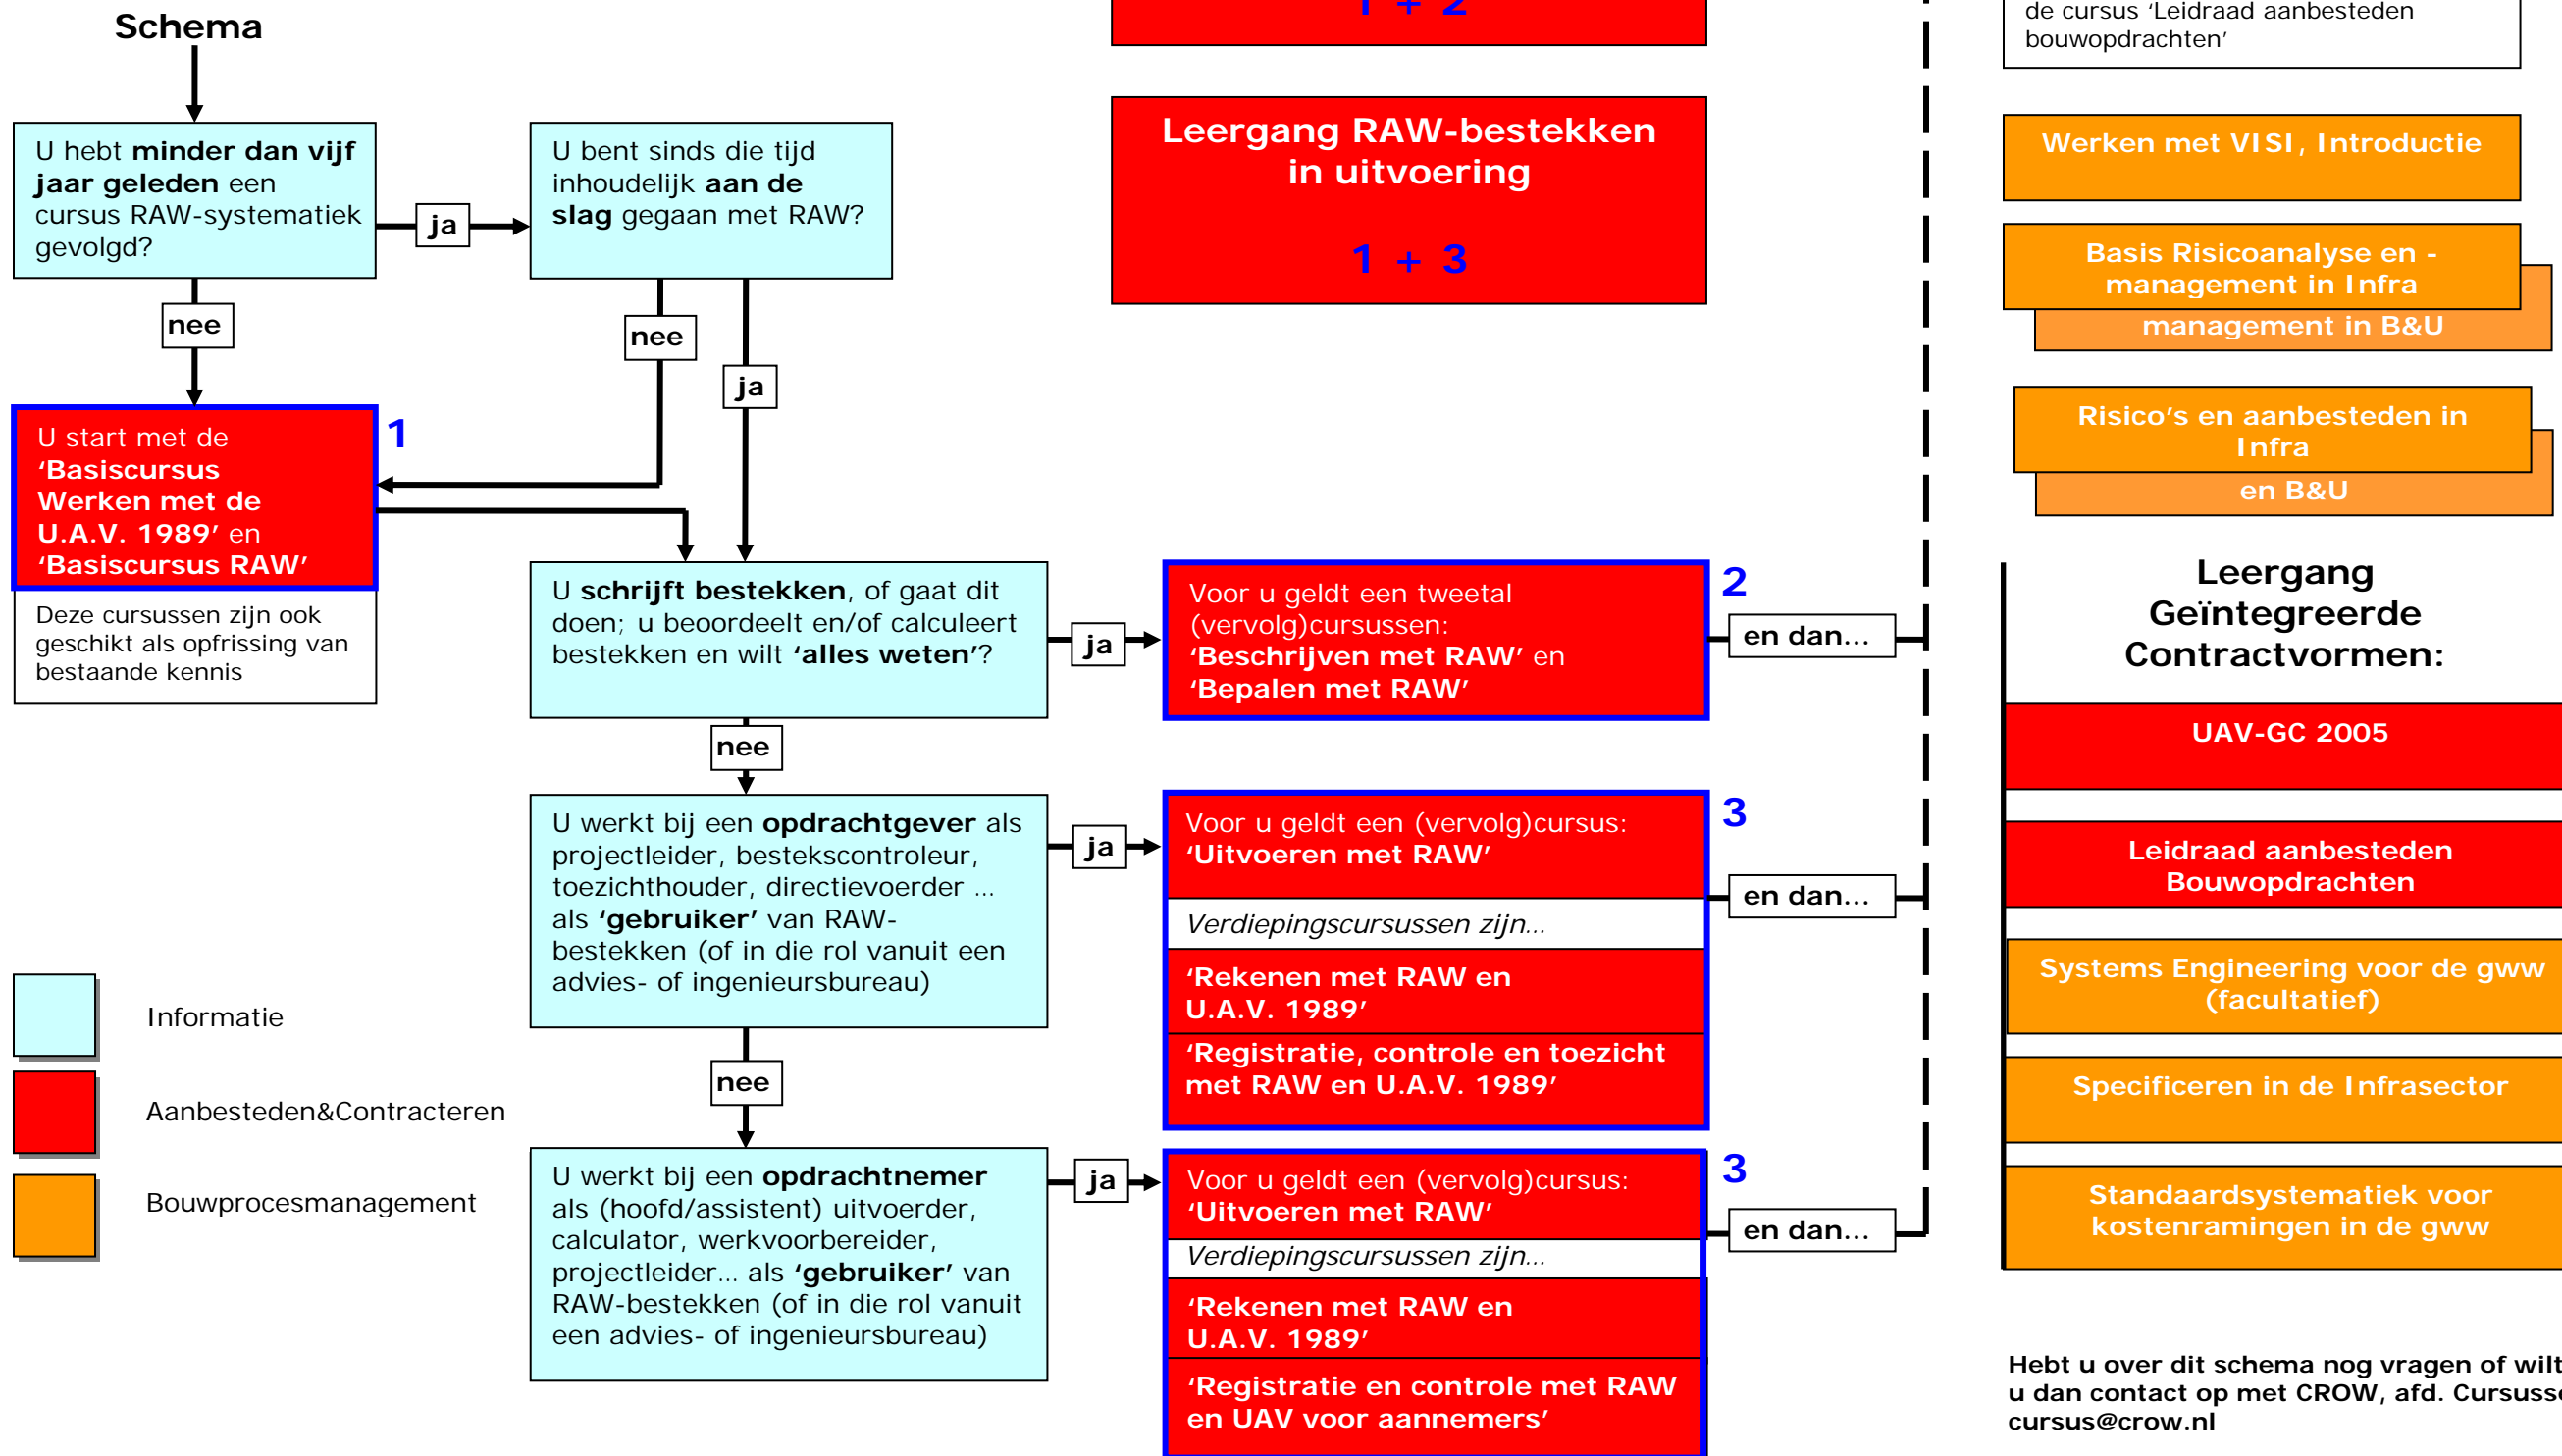 Schema
U hebt minder dan vijf
jaar geleden een
cursus RAW-systematiek
gevolgd?
ja
nee
U bent sinds die tijd
inhoudelijk aan de
slag gegaan met RAW?
nee
ja
U start met de
‘Basiscursus
Werken met de
U.A.V. 1989’ en
‘Basiscursus RAW’
1
Deze cursussen zijn ook
geschikt als opfrissing van
bestaande kennis
U schrijft bestekken, of gaat dit
doen; u beoordeelt en/of calculeert
bestekken en wilt ‘alles weten’?
ja
nee
U werkt bij een opdrachtgever als
projectleider, bestekscontroleur,
toezichthouder, directievoerder ...
als ‘gebruiker’ van RAW-
bestekken (of in die rol vanuit een
advies- of ingenieursbureau)
ja
nee
U werkt bij een opdrachtnemer
als (hoofd/assistent) uitvoerder,
calculator, werkvoorbereider,
projectleider... als ‘gebruiker’ van
RAW-bestekken (of in die rol vanuit
een advies- of ingenieursbureau)
ja
Informatie
Aanbesteden&Contracteren
Bouwprocesmanagement
1 + 2
Leergang RAW-bestekken
in uitvoering
1 + 3
Voor u geldt een tweetal
(vervolg)cursussen:
‘Beschrijven met RAW’ en
‘Bepalen met RAW’
2
en dan...
Voor u geldt een (vervolg)cursus:
‘Uitvoeren met RAW’
3
Verdiepingscursussen zijn...
‘Rekenen met RAW en
U.A.V. 1989’
‘Registratie, controle en toezicht
met RAW en U.A.V. 1989’
en dan...
Voor u geldt een (vervolg)cursus:
‘Uitvoeren met RAW’
3
Verdiepingscursussen zijn...
‘Rekenen met RAW en
U.A.V. 1989’
‘Registratie en controle met RAW
en UAV voor aannemers’
en dan...
de cursus ‘Leidraad aanbesteden
bouwopdrachten’
Werken met VISI, Introductie
Basis Risicoanalyse en -
management in Infra
management in B&U
Risico’s en aanbesteden in
Infra
en B&U
Leergang
Geïntegreerde
Contractvormen:
UAV-GC 2005
Leidraad aanbesteden
Bouwopdrachten
Systems Engineering voor de gww
(facultatief)
Specificeren in de Infrasector
Standaardsystematiek voor
kostenramingen in de gww
Hebt u over dit schema nog vragen of wilt
u dan contact op met CROW, afd.
cursus@crow.nl